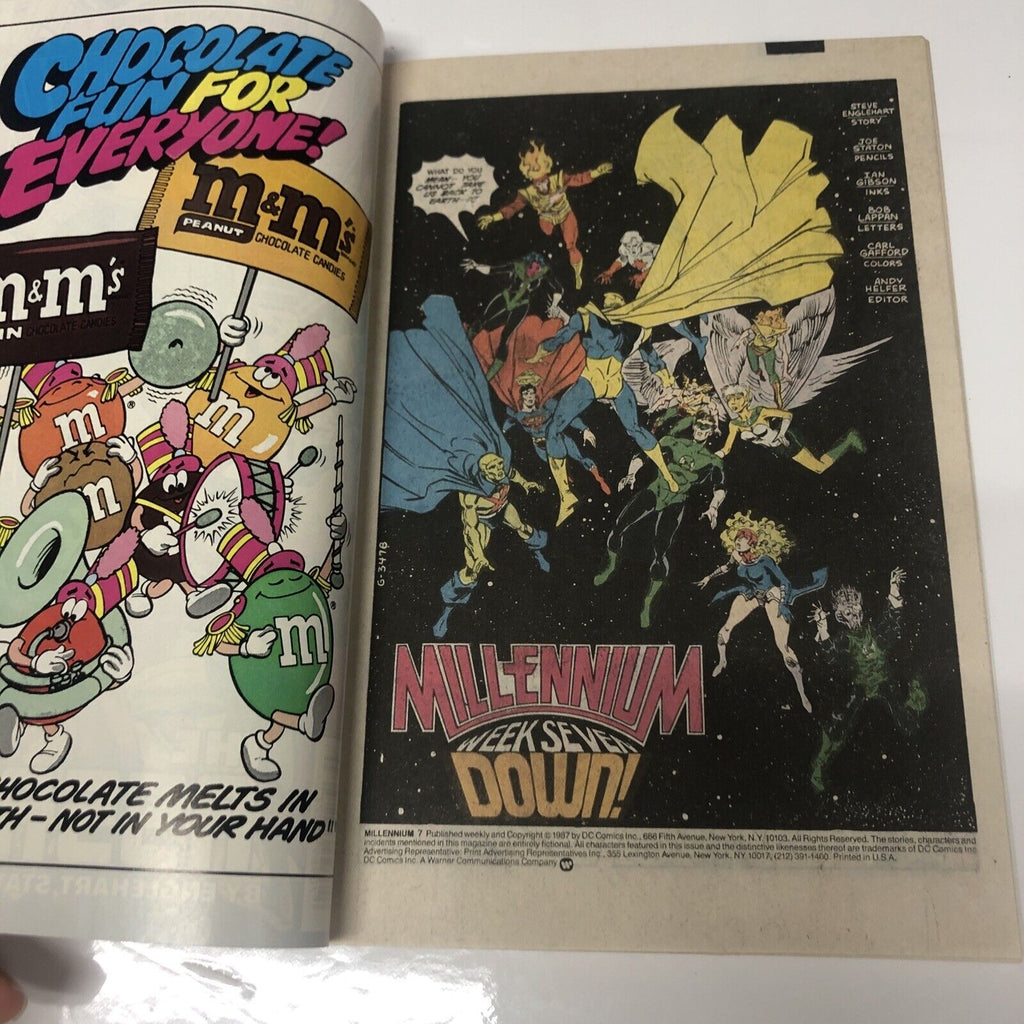 CHOCOLATE
FUN FOR
EVERYONE!
m&m's
PEANUT
CHOCOLATE CANDIES
m&m's
IN CHOCOLATE CANDIES
m
m
m
m
HOCOLATE MELTS IN
TH - NOT IN YOUR HAND"
WHAT DO YOU
MEAN-- YOU
CANNOT TAKE
US BACK TO
EARTH--?!
STEVE
ENGLEHART
STORY
JOE
STATON
PENCILS
IAN
GIBSON
INKS
BOB
LAPPAN
LETTERS
CARL
GAFFORD
COLORS
ANDY
HELFER
EDITOR
G-3478
MILLENNIUM
WEEK SEVEN
DOWN!
MILLENNIUM 7 Published weekly and Copyright © 1987 by DC Comics Inc., 666 Fifth Avenue, New York, N.Y. 10103. All Rights Reserved. The stories, characters and
incidents mentioned in this magazine are entirely fictional. All characters featured in this issue and the distinctive likenesses thereof are trademarks of DC Comics Inc.
Advertising Representative: Print Advertising Representatives Inc., 355 Lexington Avenue, New York, NY 10017, (212) 391-1400. Printed in U.S.A.
DC Comics Inc. A Warner Communications Company